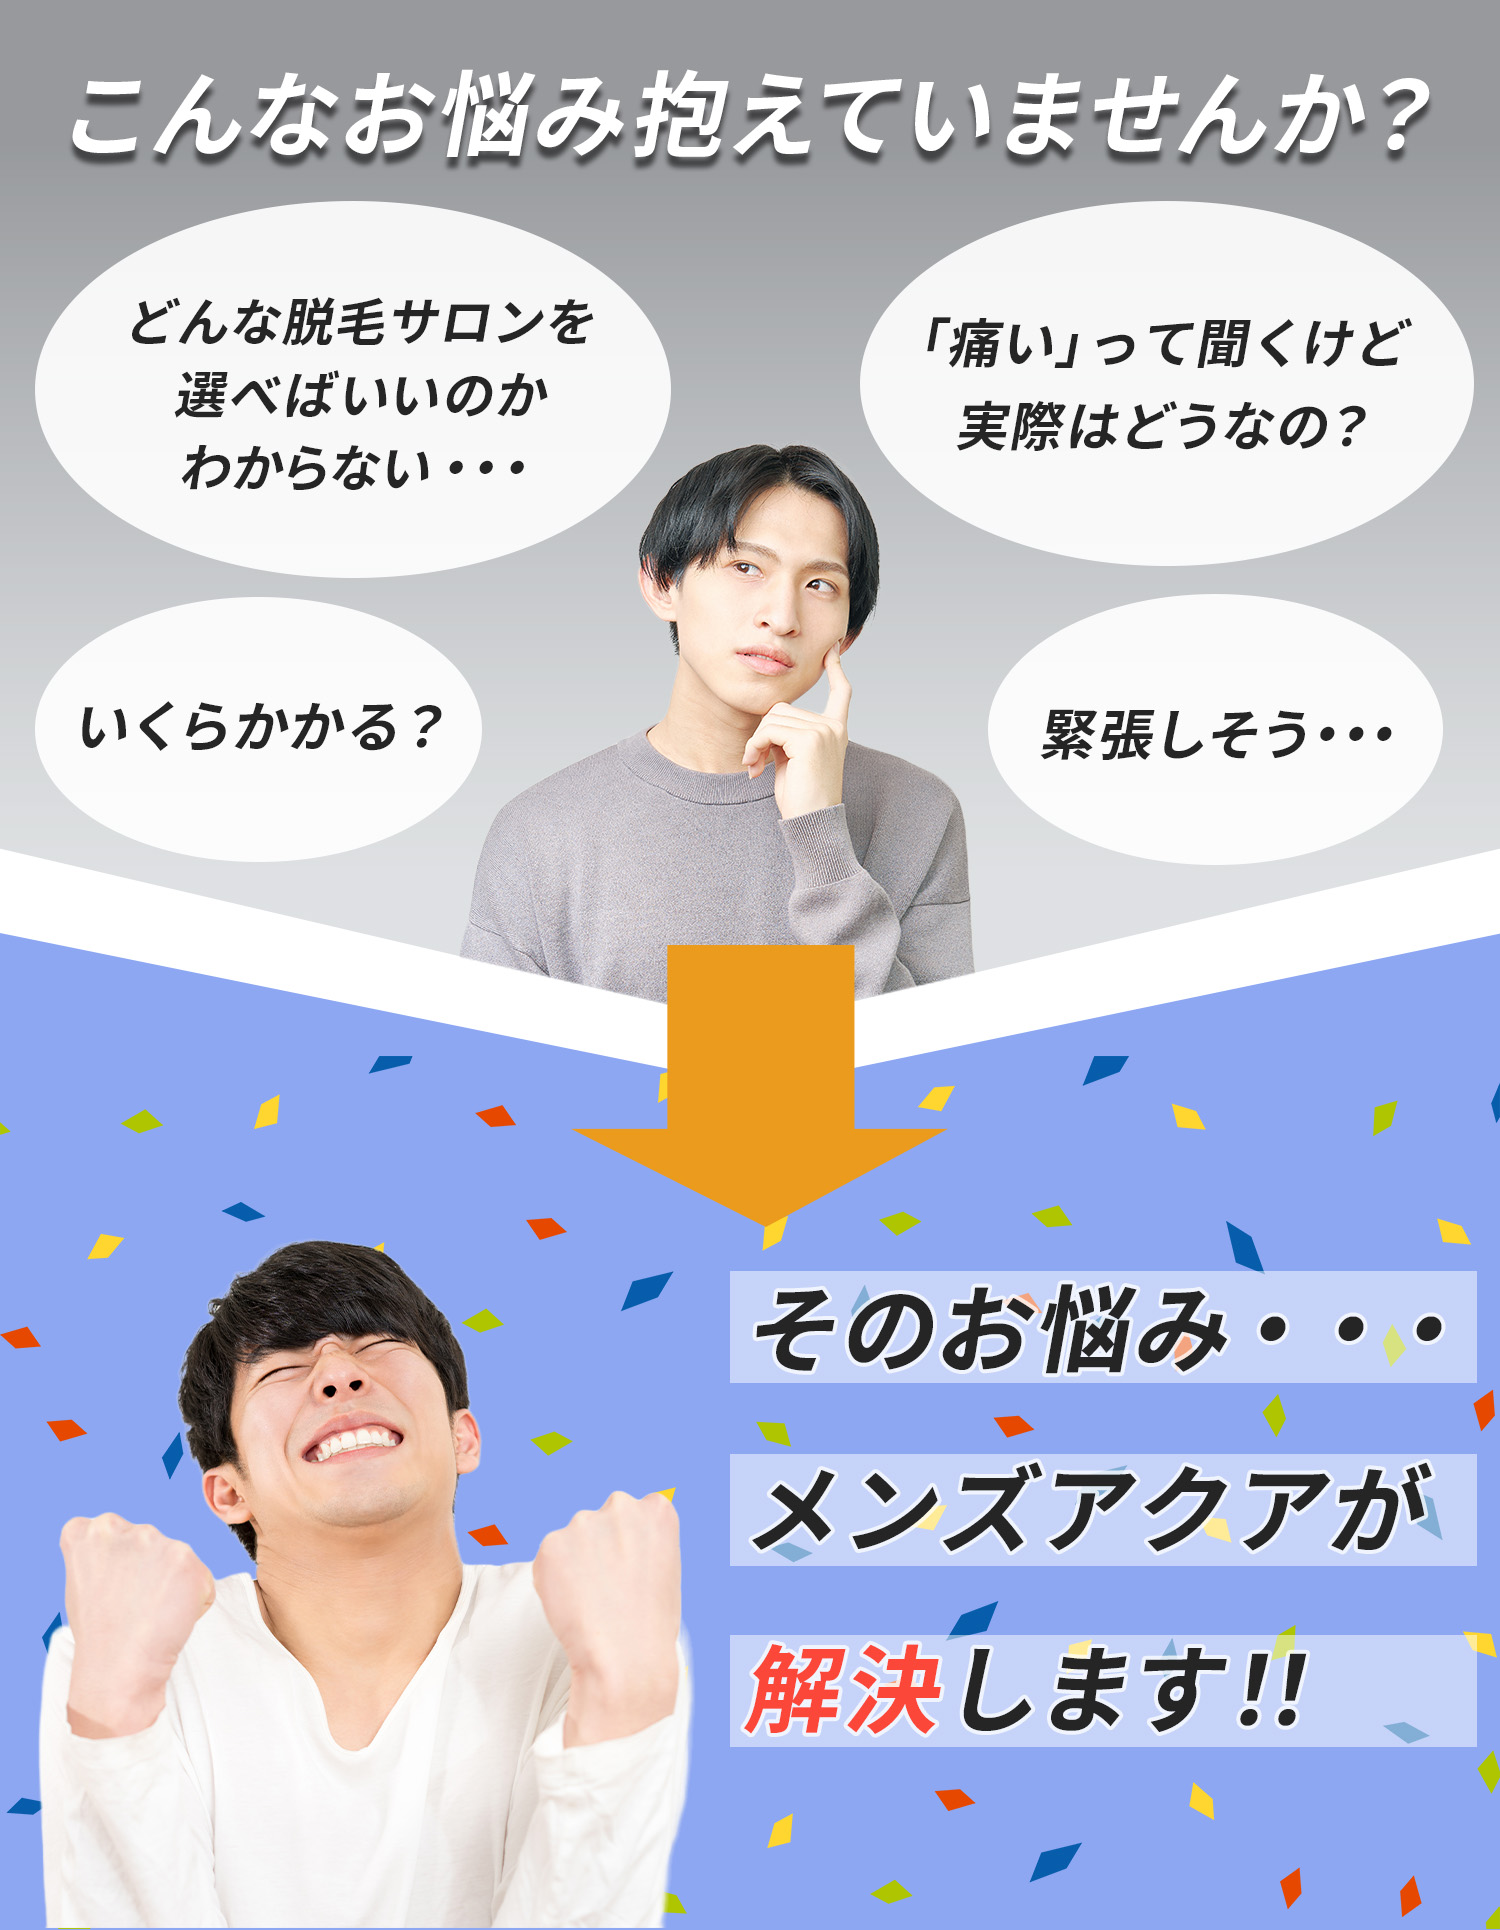 こんなお悩み抱えていませんか？
どんな脱毛サロンを
選べばいいのか
わからない・・・
「痛い」って聞くけど
実際はどうなの？
いくらかかる？
緊張しそう・・・
そのお悩み・・・
メンズアクアが
解決します!!